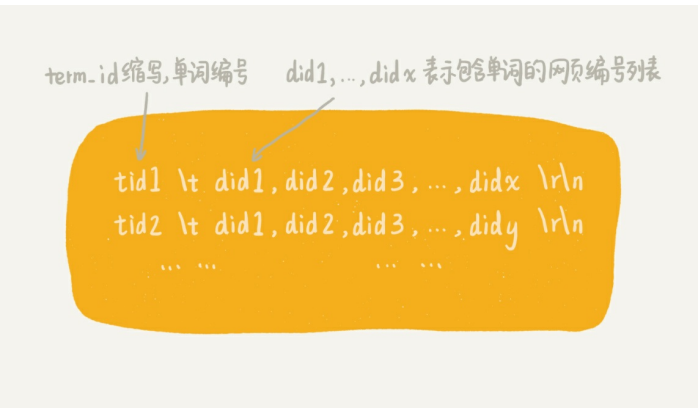 term_id缩写,单词编号 did1,...,didx表示包含单词的网页编号列表
tid1 \t did1,did2,did3,...,didx \r\n
tid2 \t did1,did2,did3,...,didy \r\n
... ... ... ...